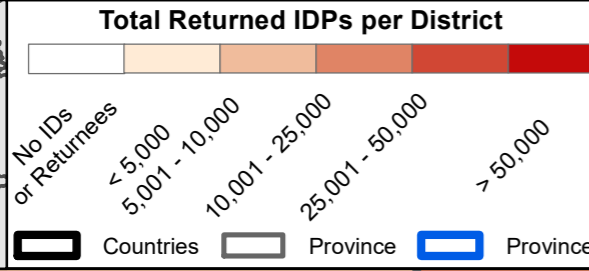 Total Returned IDPs per District
No IDs
or Returnees
< 5,000
5,001 - 10,000
10,001 - 25,000
25,001 - 50,000
> 50,000
Countries
Province
Province